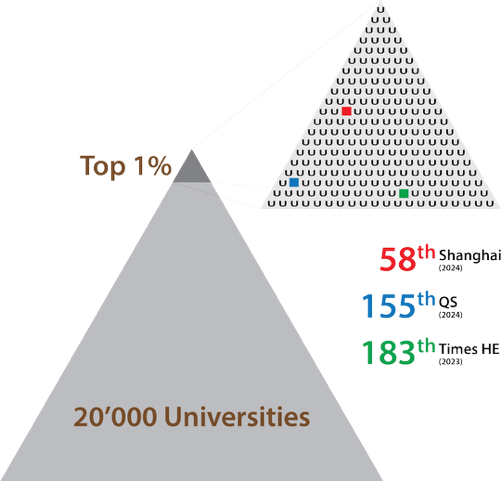 Top 1%
58th Shanghai
(2024)
155th QS
(2024)
183th Times HE
(2023)
20’000 Universities